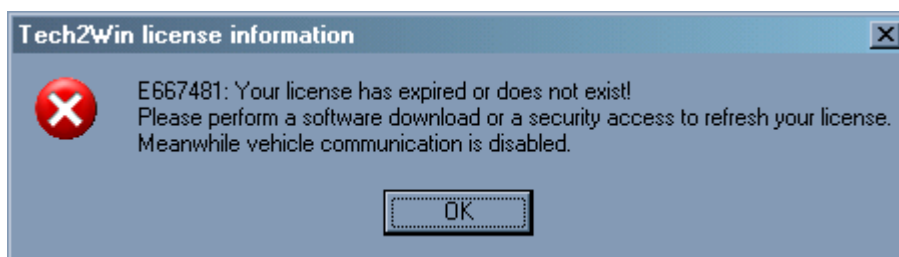 Tech2Win license information
E667481: Your license has expired or does not exist!
Please perform a software download or a security access to refresh your license.
Meanwhile vehicle communication is disabled.
OK